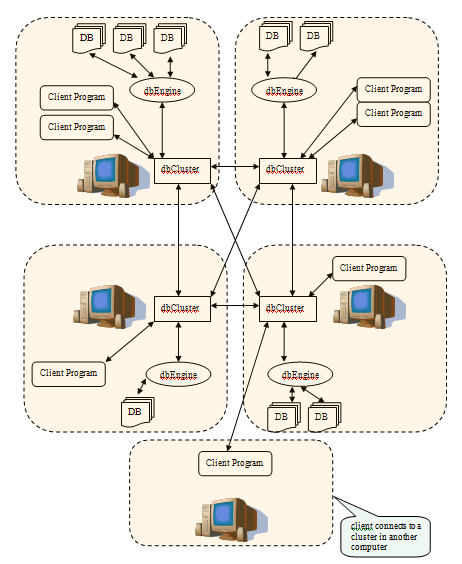 DB
DB
DB
DB
DB
dbEngine
dbEngine
Client Program
Client Program
Client Program
Client Program
dbCluster
dbCluster
Client Program
dbCluster
dbCluster
Client Program
dbEngine
dbEngine
DB
DB
DB
Client Program
client connects to a
cluster in another
computer